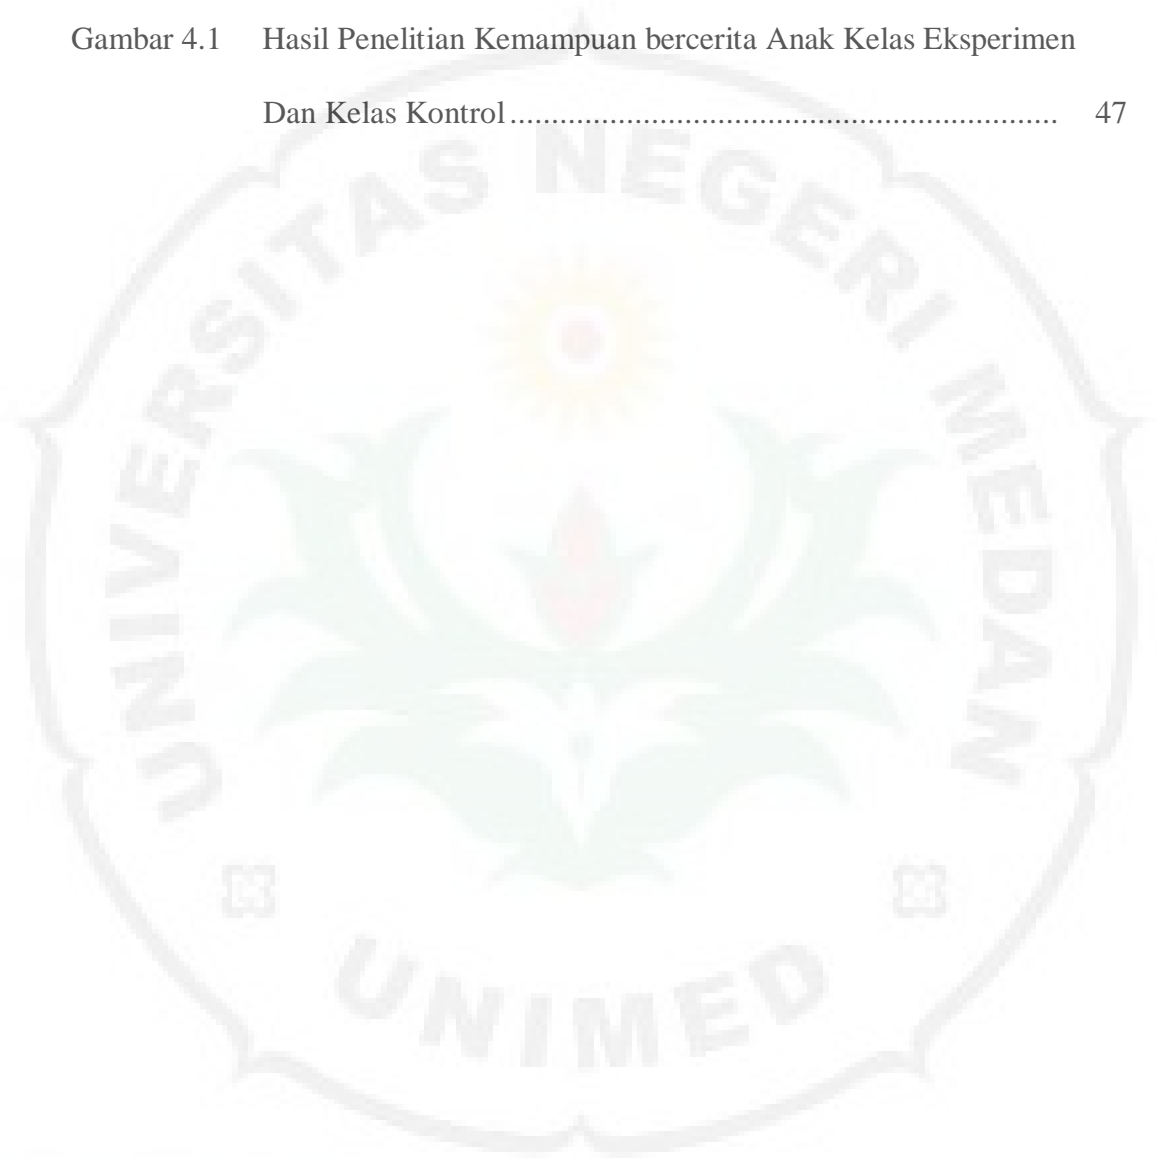 Gambar 4.1 Hasil Penelitian Kemampuan bercerita Anak Kelas Eksperimen
Dan Kelas Kontrol.................................................................. 47
UNIVERSITAS NEGERI MEDAN
UNIMED